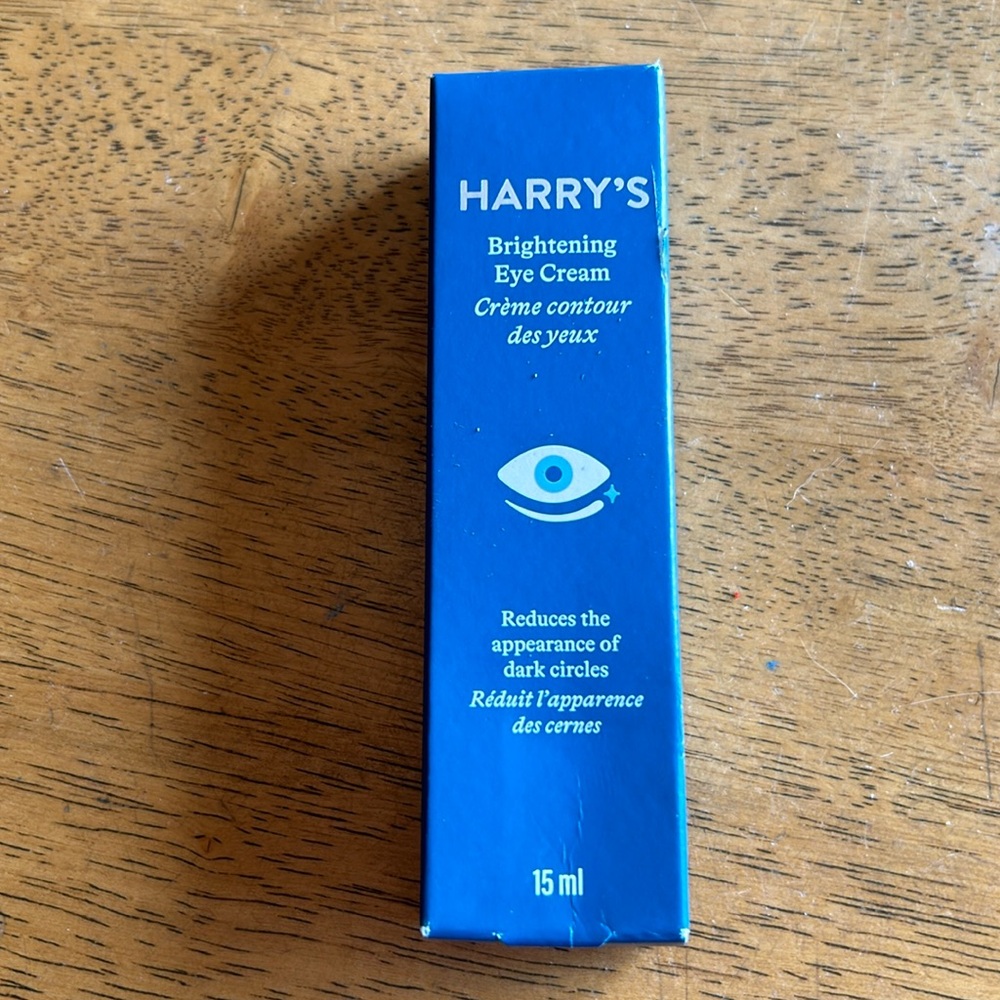 HARRY'S
Brightening
Eye Cream
Crème contour
des yeux
Reduces the
appearance of
dark circles
Réduit l'apparence
des cernes
15 ml